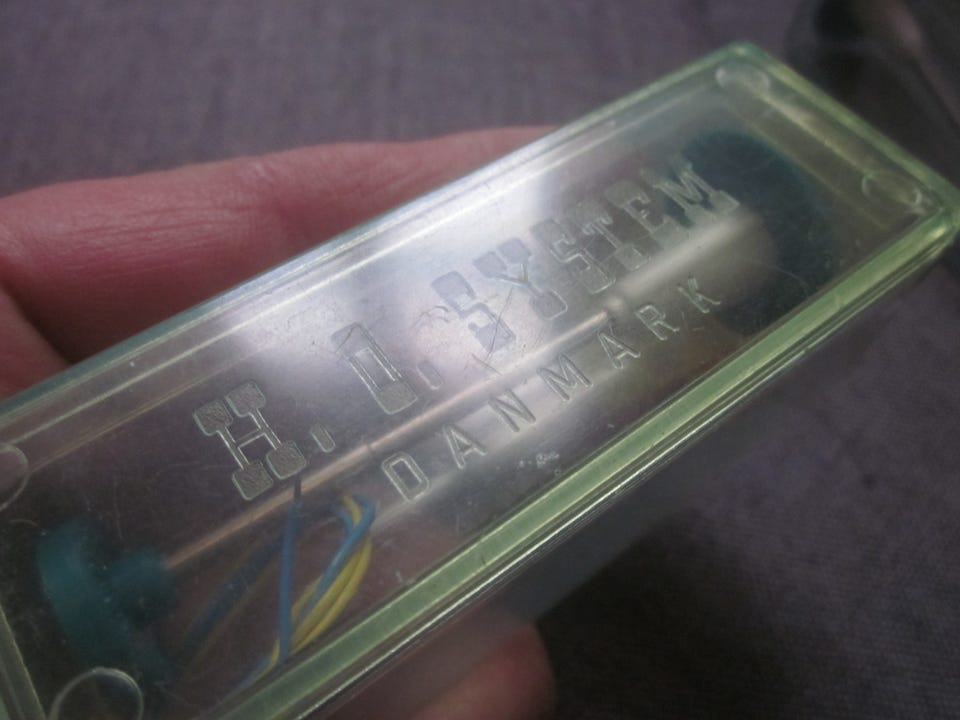 H. O. SYSTEM
DANMARK